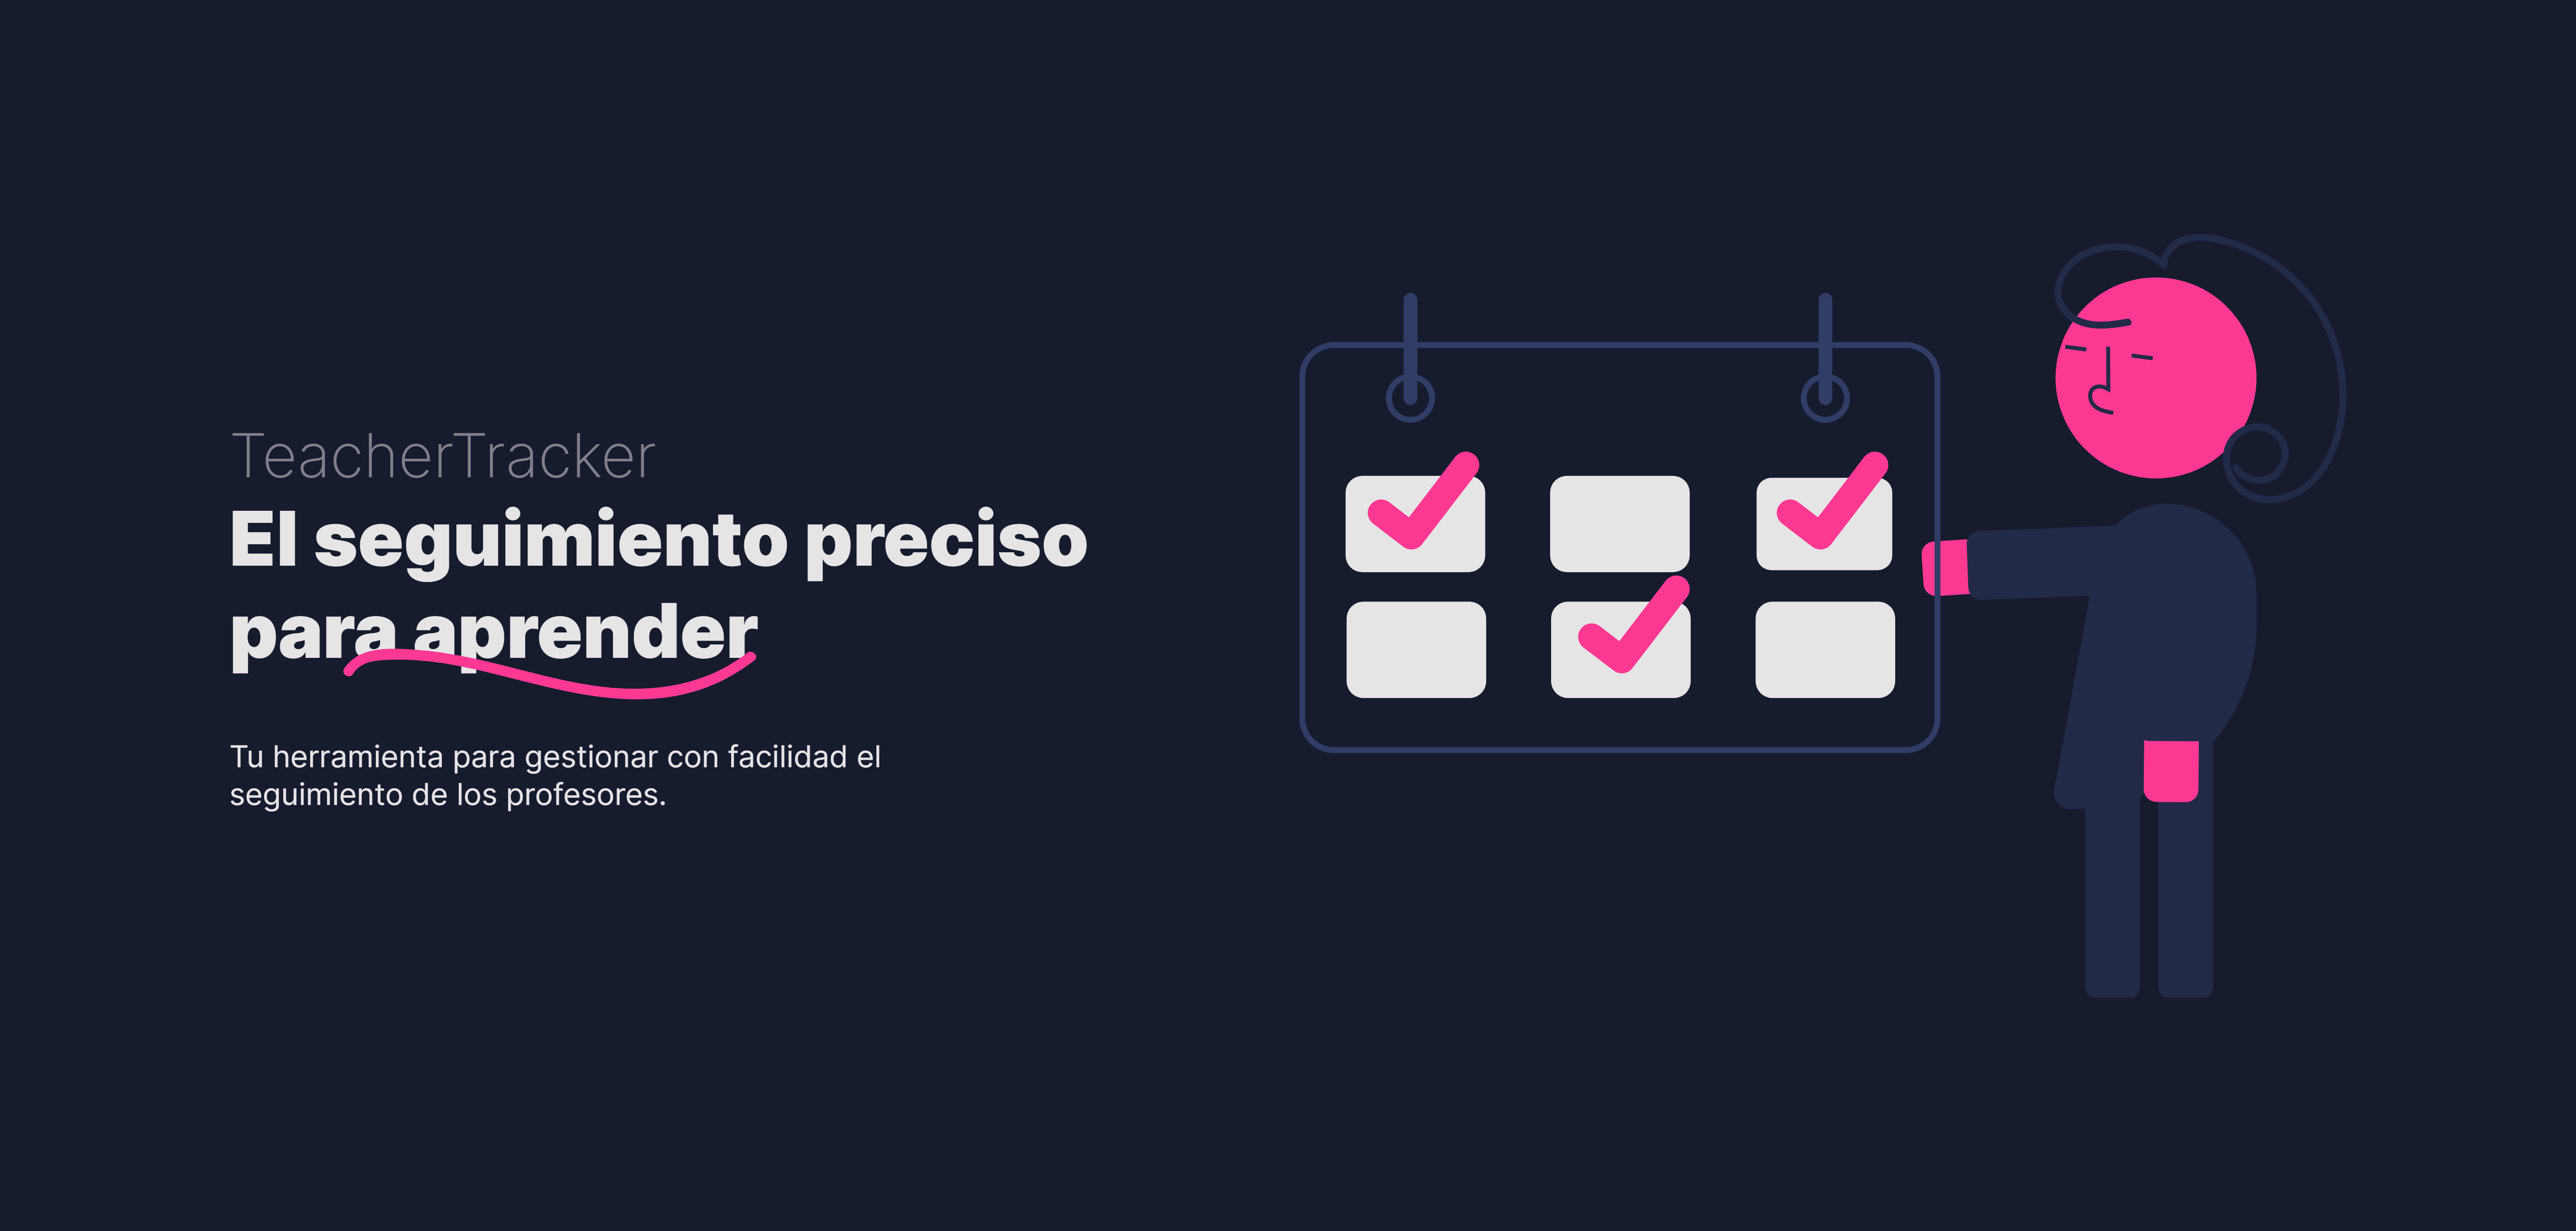 TeacherTracker
El seguimiento preciso
para aprender
Tu herramienta para gestionar con facilidad el
seguimiento de los profesores.